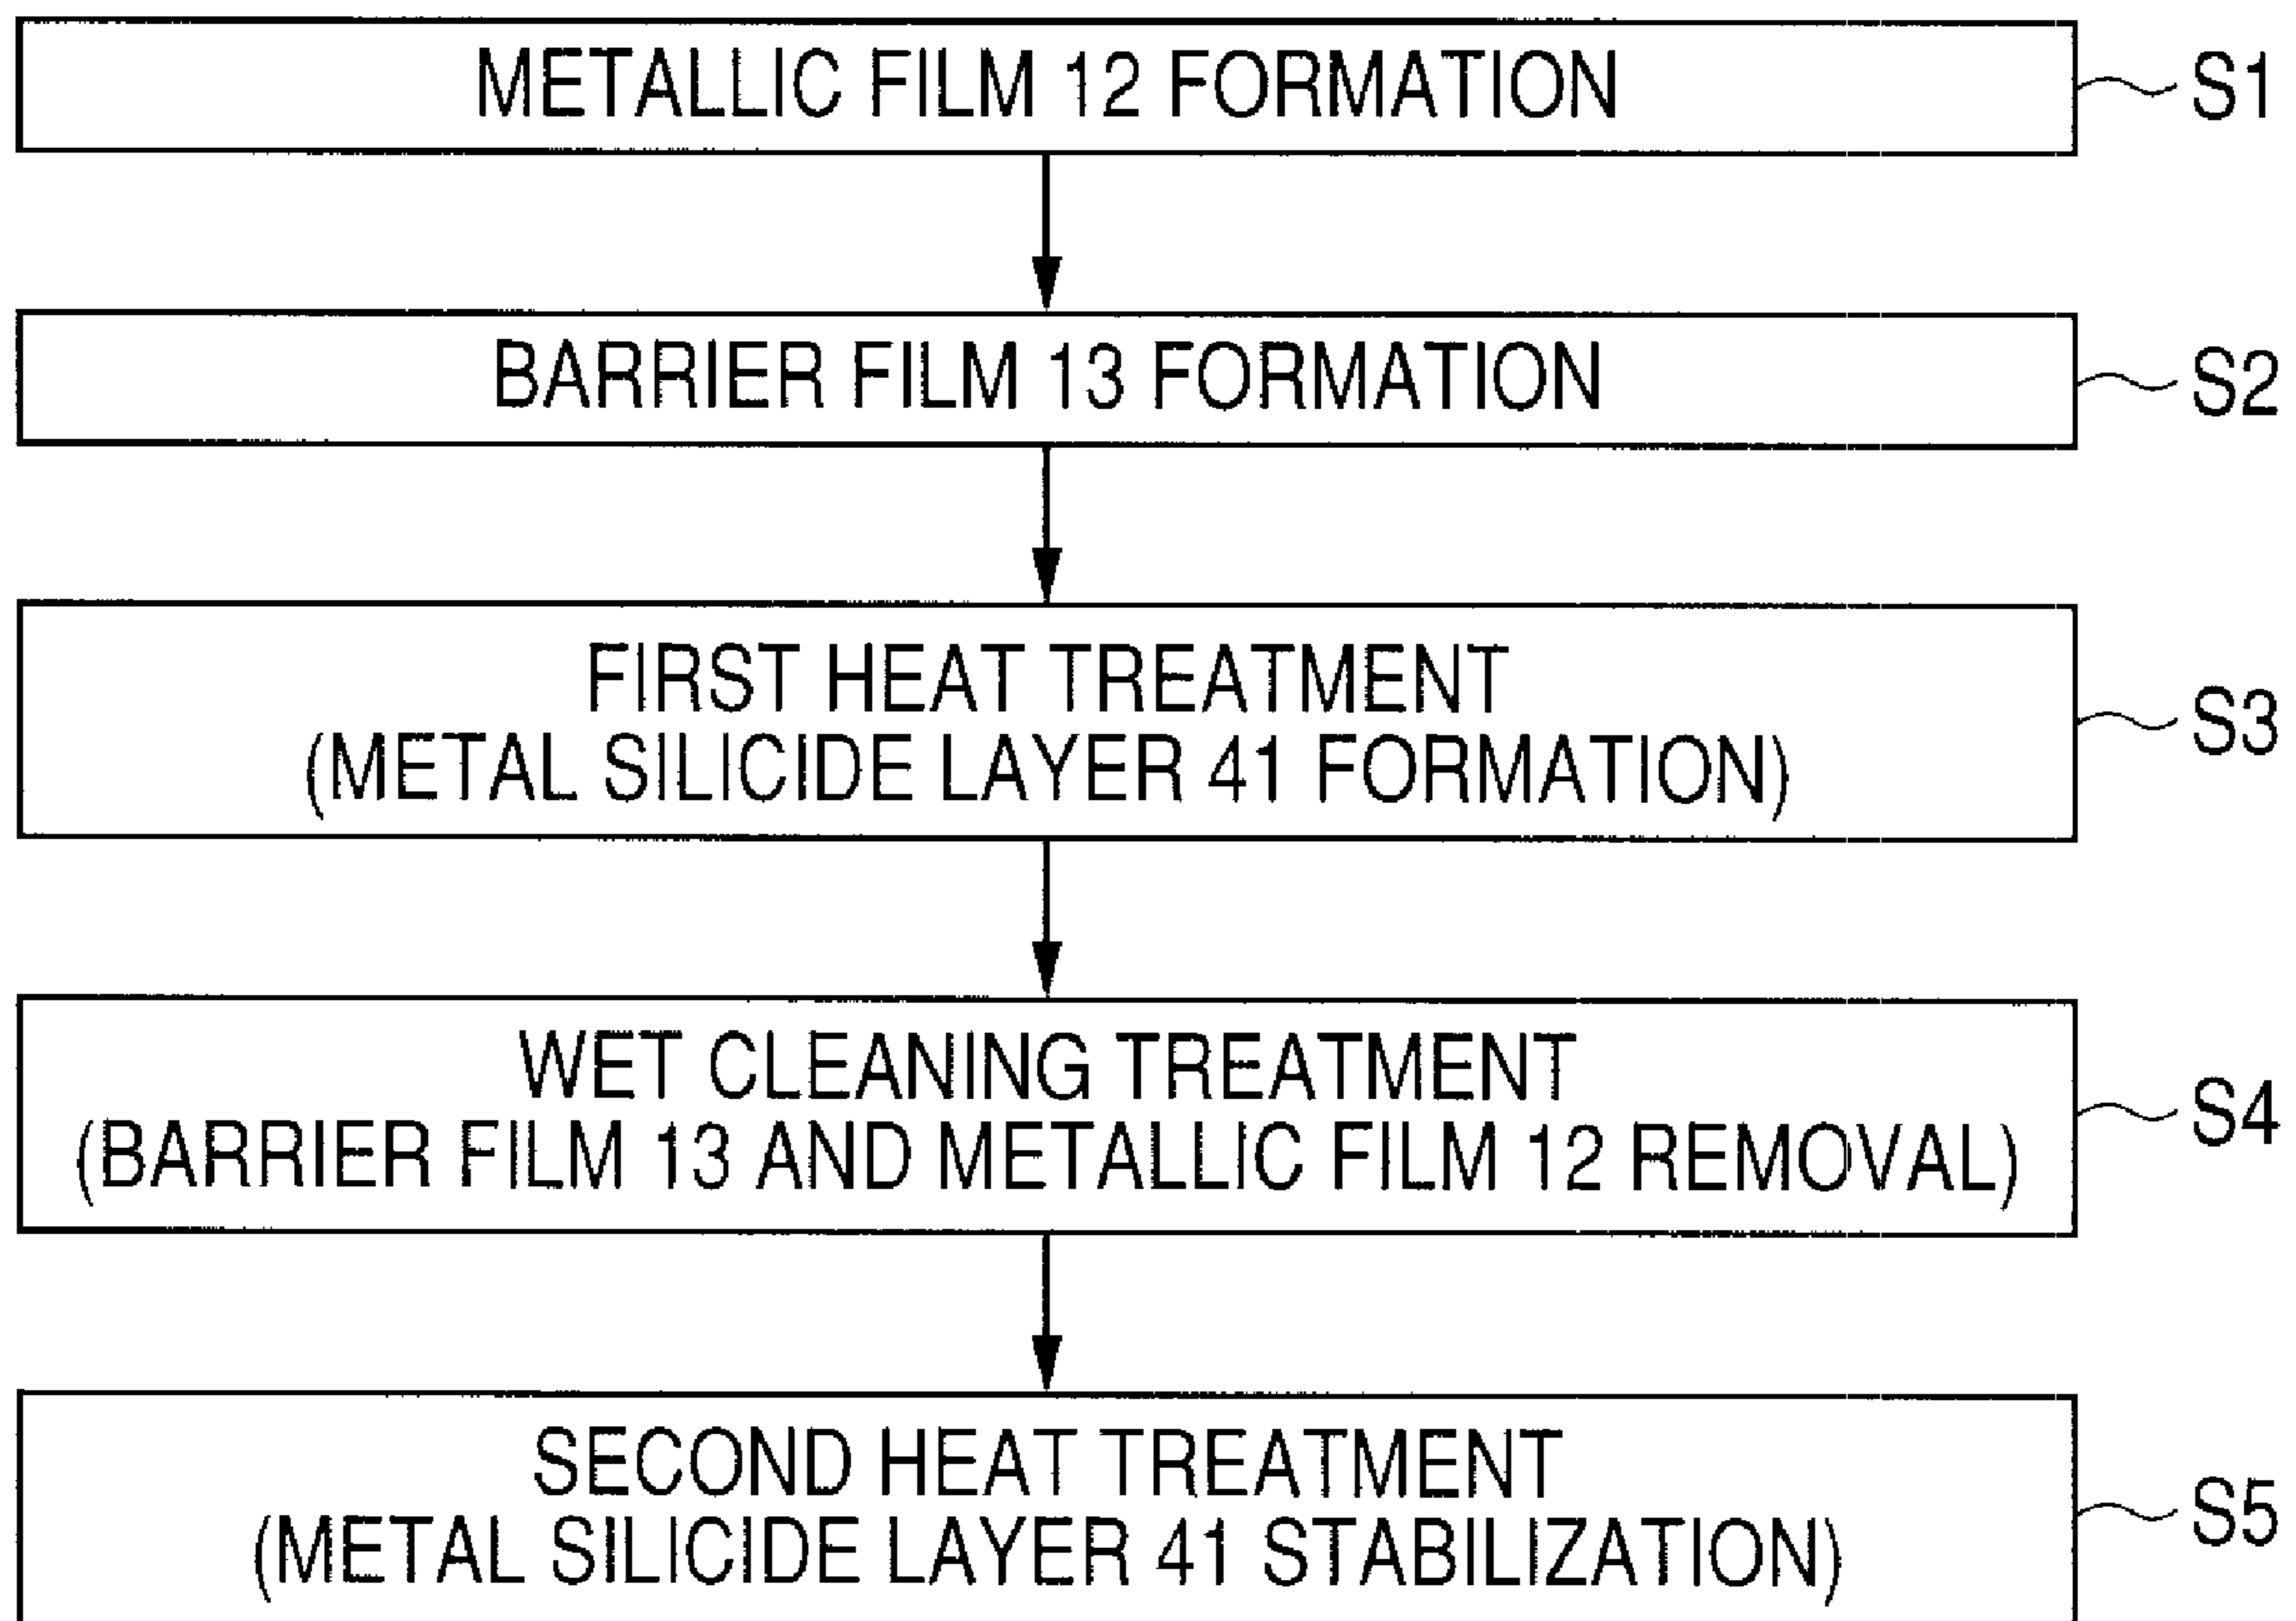 METALLIC FILM 12 FORMATION
S1
BARRIER FILM 13 FORMATION
S2
FIRST HEAT TREATMENT
(METAL SILICIDE LAYER 41 FORMATION)
S3
WET CLEANING TREATMENT
(BARRIER FILM 13 AND METALLIC FILM 12 REMOVAL)
S4
SECOND HEAT TREATMENT
(METAL SILICIDE LAYER 41 STABILIZATION)
S5